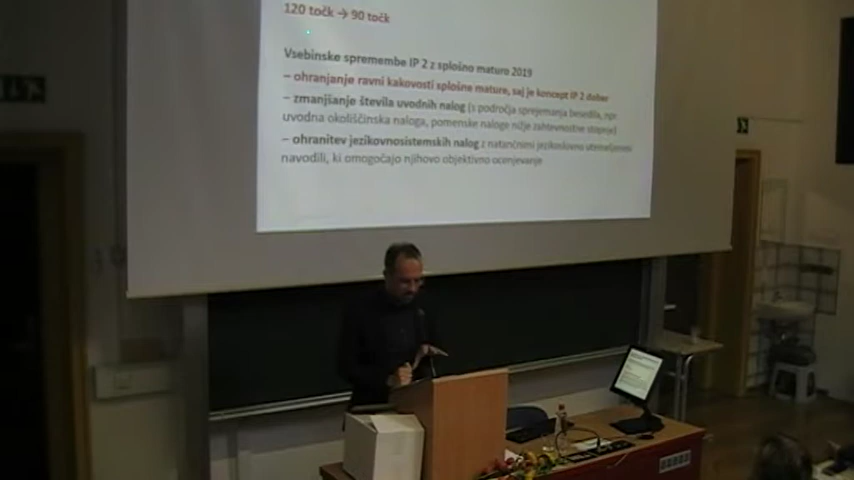 120 točk → 90 točk
Vsebinske spremembe IP 2 z splošno maturo 2019
– ohranjanje ravni kakovosti splošne mature, saj je koncept IP 2 dober
– zmanjšanje števila uvodnih nalog (s področja sprejemanja besedila, npr.
uvodna okoliščinska naloga, pomenske naloge nižje zahtevnostne stopnje)
– ohranitev jezikovnosistemskih nalog z natančnimi jezikoslovno utemeljenimi
navodili, ki omogočajo njihovo objektivno ocenjevanje